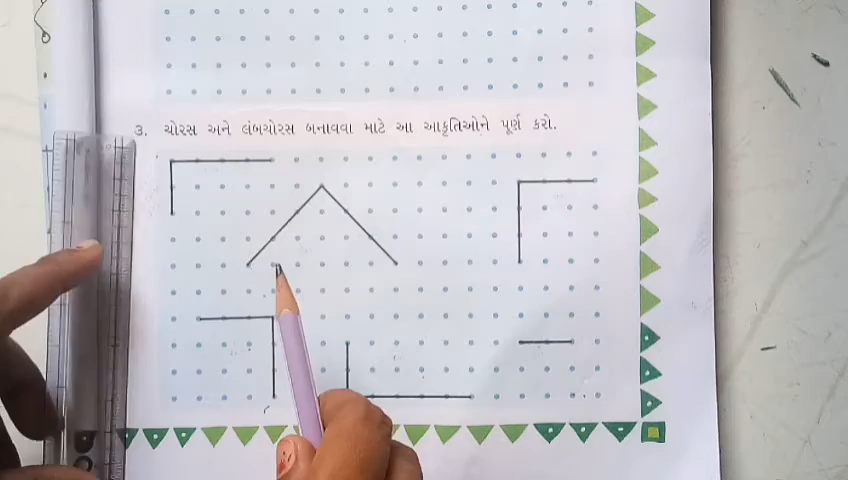 ૩. ચોરસ અને લંબચોરસ બનાવવા માટે આ આકૃતિઓને પૂર્ણ કરો.